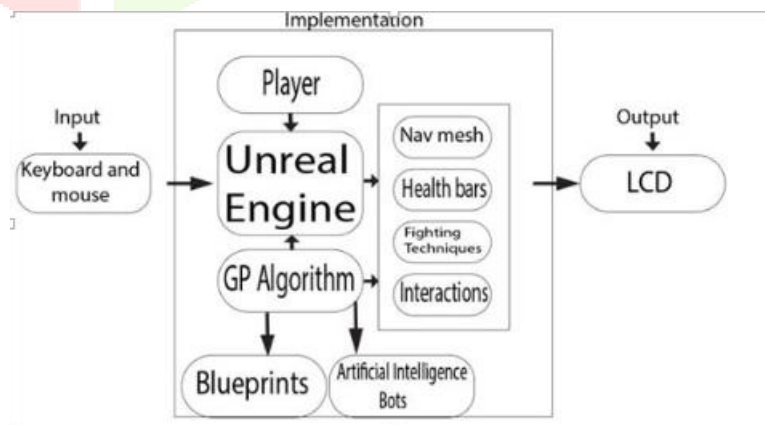 Implementation
Player
Input
Keyboard and
mouse
Unreal
Engine
Nav mesh
Health bars
Fighting
Techniques
Interactions
GP Algorithm
Blueprints
Artificial Intelligence
Bots
Output
LCD